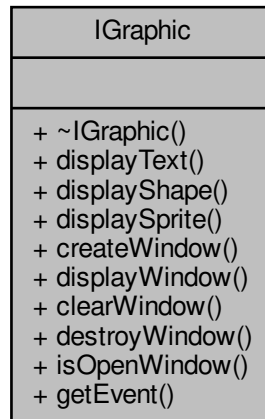 IGraphic
+ ~IGraphic()
+ displayText()
+ displayShape()
+ displaySprite()
+ createWindow()
+ displayWindow()
+ clearWindow()
+ destroyWindow()
+ isOpenWindow()
+ getEvent()